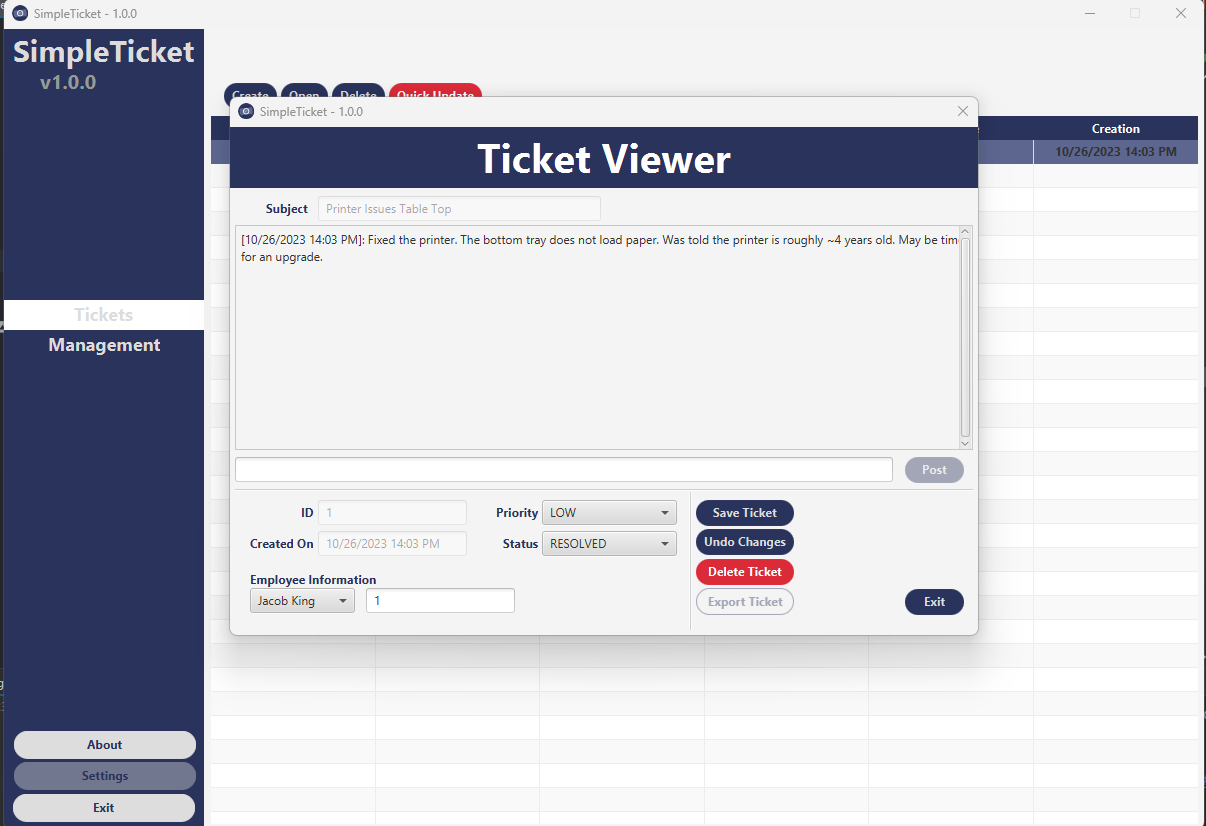 SimpleTicket - 1.0.0
SimpleTicket
v1.0.0
Create Open Delete Quick Update
SimpleTicket - 1.0.0
Creation
Ticket Viewer
10/26/2023 14:03 PM
Subject Printer Issues Table Top
[10/26/2023 14:03 PM]: Fixed the printer. The bottom tray does not load paper. Was told the printer is roughly ~4 years old. May be tim
for an upgrade.
Tickets
Management
Post
ID 1 Priority LOW Save Ticket
Created On 10/26/2023 14:03 PM Status RESOLVED Undo Changes
Delete Ticket
Employee Information
Jacob King 1 Export Ticket Exit
About
Settings
Exit